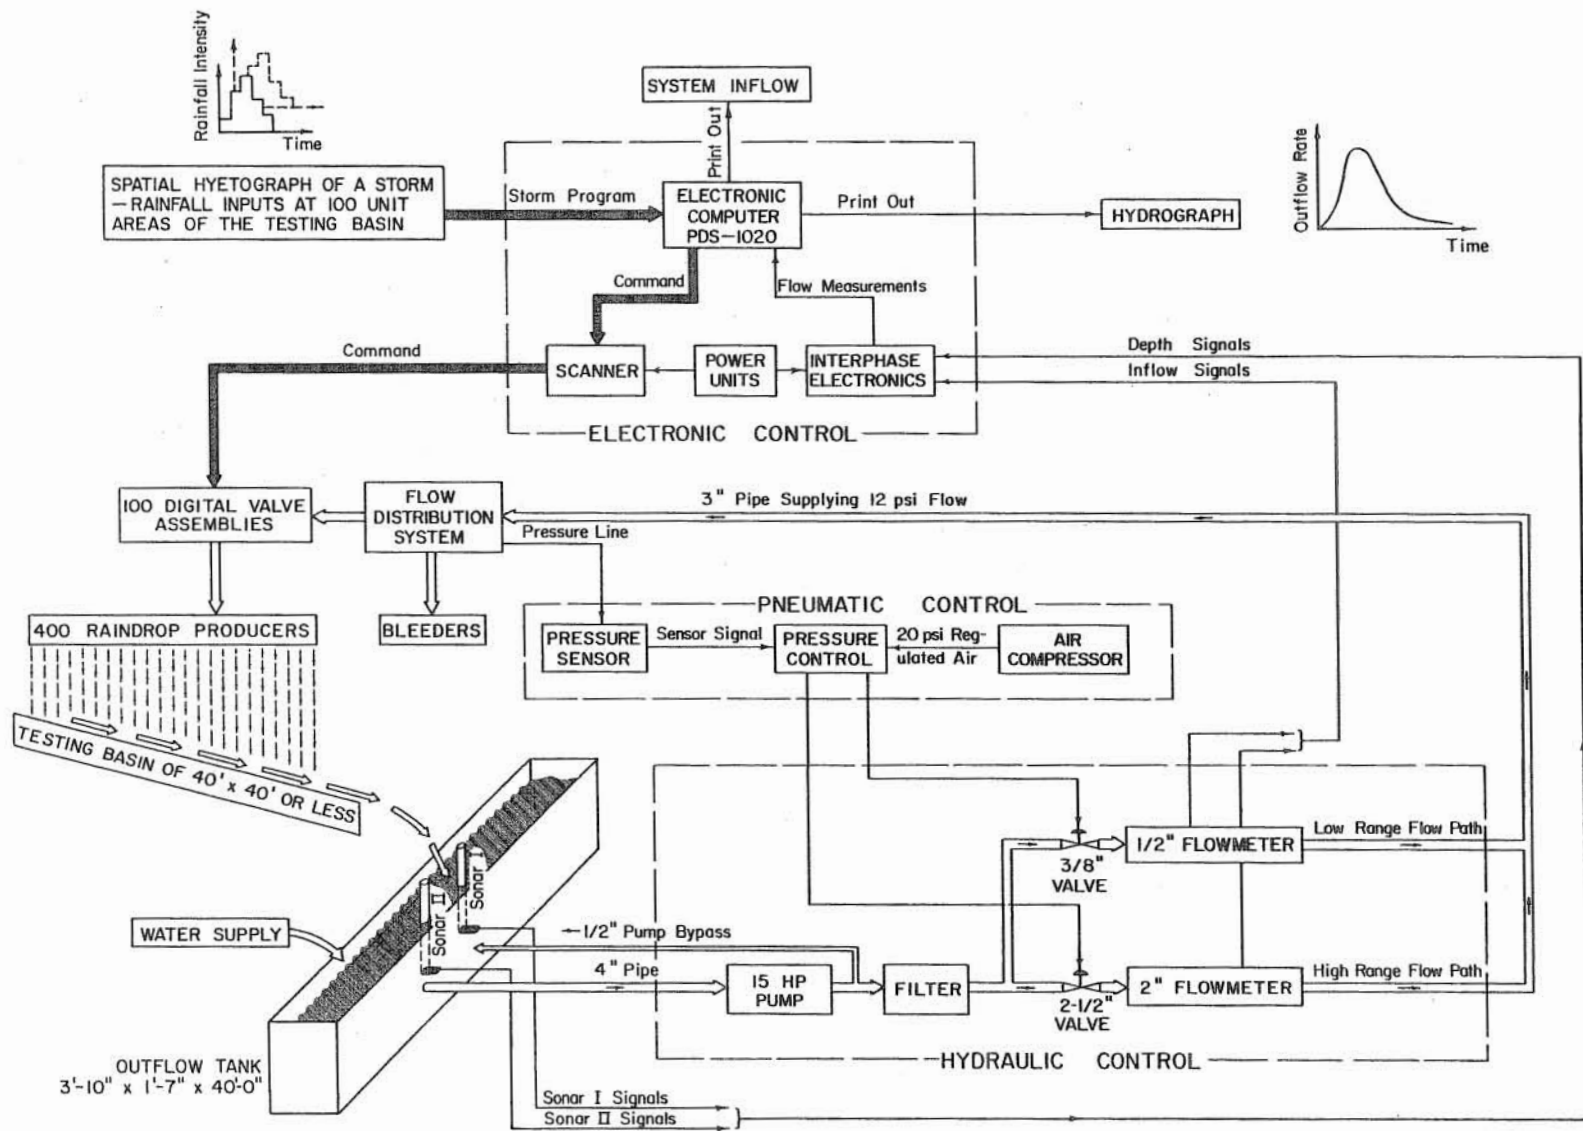 Rainfall Intensity
Time
SYSTEM INFLOW
Print Out
SPATIAL HYETOGRAPH OF A STORM
—RAINFALL INPUTS AT 100 UNIT
AREAS OF THE TESTING BASIN
Storm Program
ELECTRONIC
COMPUTER
PDS-1020
Print Out
HYDROGRAPH
Outflow Rate
Time
Command
Flow Measurements
Command
SCANNER
POWER
UNITS
INTERPHASE
ELECTRONICS
Depth Signals
Inflow Signals
ELECTRONIC CONTROL
100 DIGITAL VALVE
ASSEMBLIES
FLOW
DISTRIBUTION
SYSTEM
3" Pipe Supplying 12 psi Flow
Pressure Line
400 RAINDROP PRODUCERS
BLEEDERS
PNEUMATIC CONTROL
PRESSURE
SENSOR
Sensor Signal
PRESSURE
CONTROL
20 psi Reg-
ulated Air
AIR
COMPRESSOR
TESTING BASIN OF 40' x 40' OR LESS
Sonar I
Sonar II
WATER SUPPLY
1/2" Pump Bypass
4" Pipe
15 HP
PUMP
FILTER
3/8"
VALVE
1/2" FLOWMETER
Low Range Flow Path
2-1/2"
VALVE
2" FLOWMETER
High Range Flow Path
HYDRAULIC CONTROL
OUTFLOW TANK
3'-10" x 1'-7" x 40'-0"
Sonar I Signals
Sonar II Signals